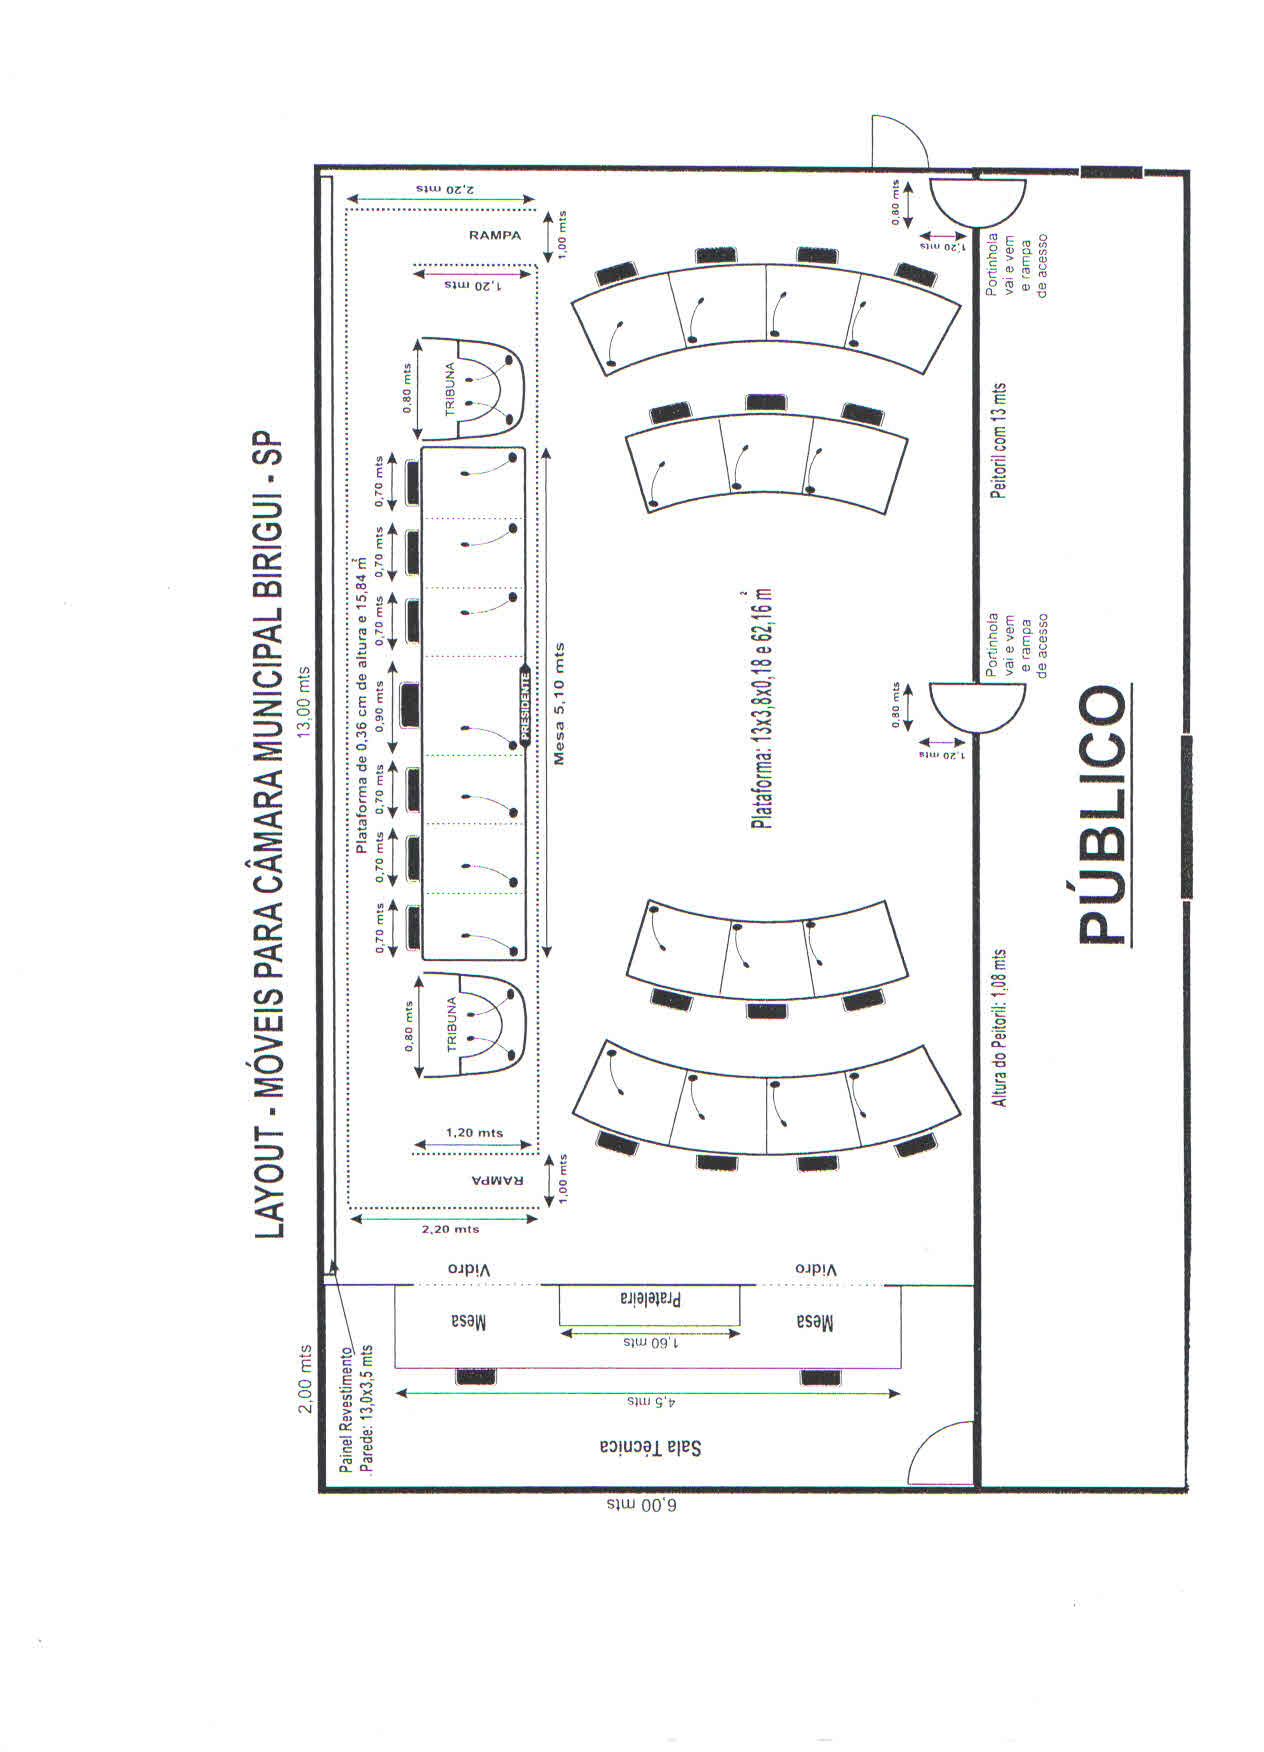 LAYOUT - MÓVEIS PARA CÂMARA MUNICIPAL BIRIGUI - SP
2,00 mts
13,00 mts
Painel Revestimento
Parede: 13,0x3,5 mts
Plataforma de 0,36 cm de altura e 15,84 m²
2,20 mts
2,20 mts
0,70 mts
0,70 mts
0,70 mts
0,90 mts
0,70 mts
0,70 mts
0,70 mts
0,80 mts
TRIBUNA
0,80 mts
TRIBUNA
1,20 mts
1,20 mts
RAMPA
1,00 mts
RAMPA
1,00 mts
PRESIDENTE
Mesa 5,10 mts
Vidro
Vidro
Mesa
Prateleira
Mesa
1,60 mts
4,5 mts
Sala Técnica
6,00 mts
Plataforma: 13x3,8x0,18 e 62,16 m²
0,80 mts
1,20 mts
0,80 mts
1,20 mts
Altura do Peitoril: 1,08 mts
Portinhola
vai e vem
e rampa
de acesso
Peitoril com 13 mts
Portinhola
vai e vem
e rampa
de acesso
PÚBLICO